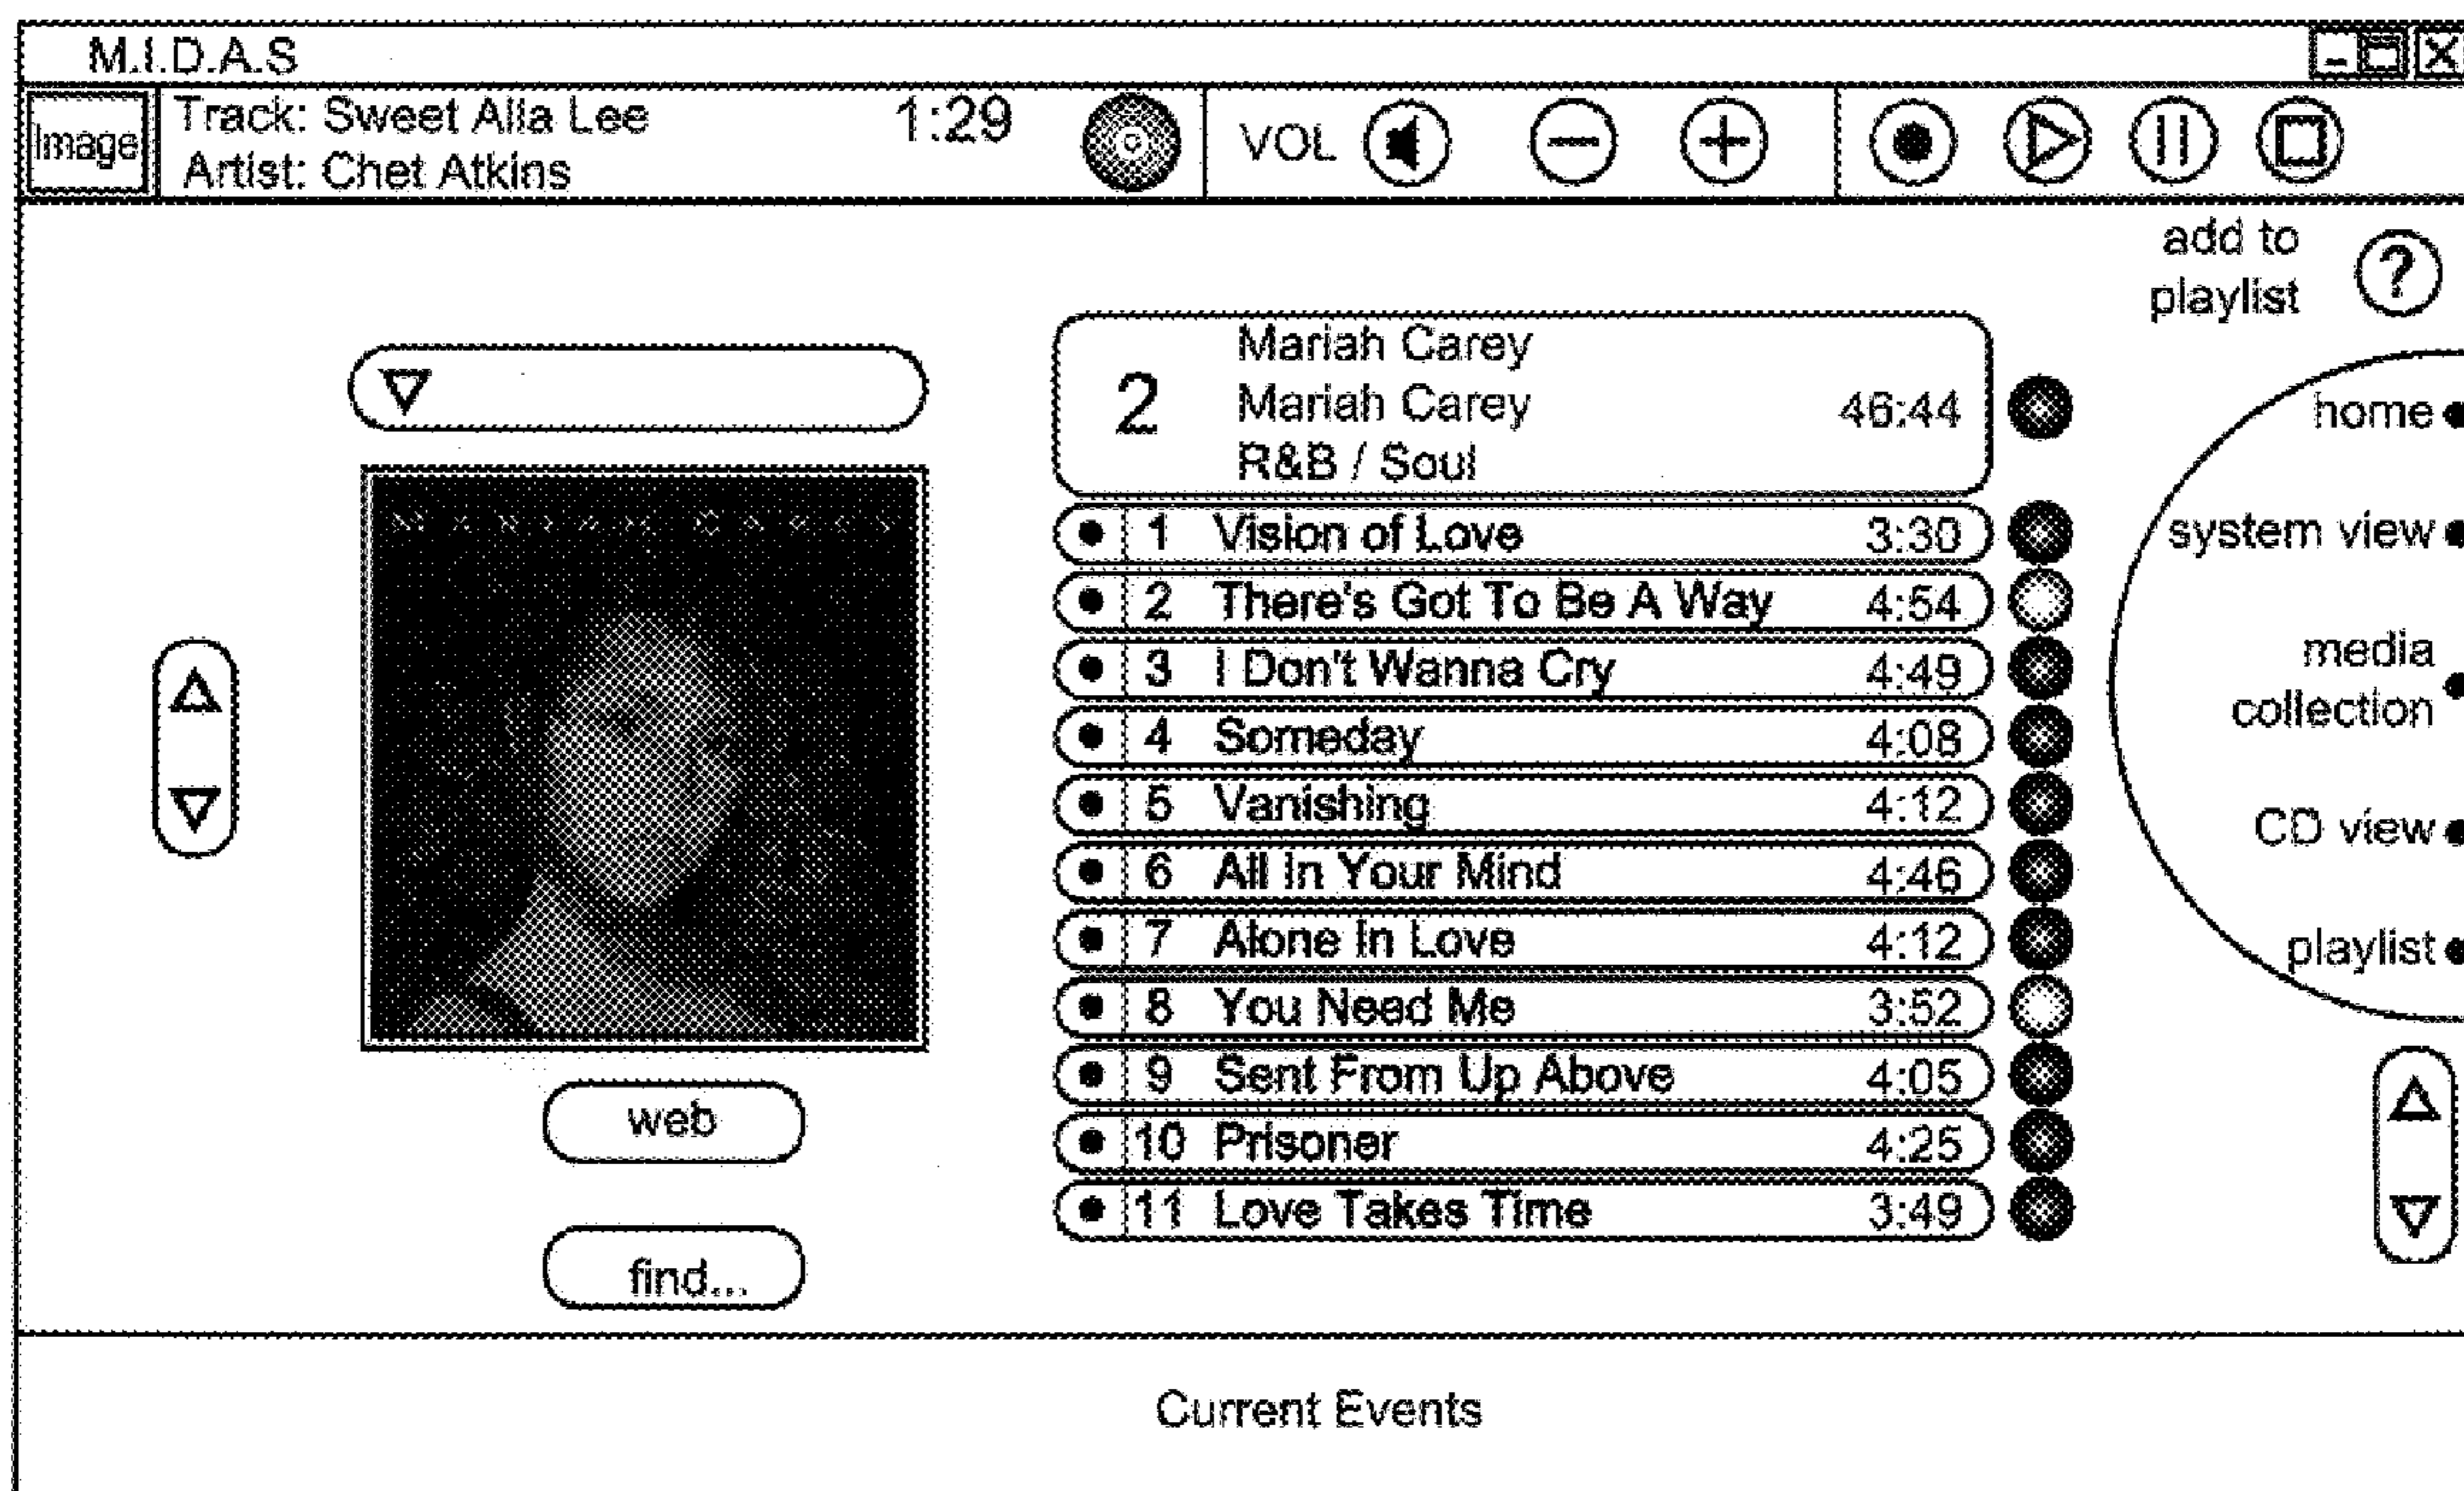 M.I.D.A.S
Image
Track: Sweet Alla Lee 1:29
Artist: Chet Atkins
VOL
add to
playlist
?
2
Mariah Carey
Mariah Carey 46:44
R&B / Soul
1 Vision of Love 3:30
2 There's Got To Be A Way 4:54
3 I Don't Wanna Cry 4:49
4 Someday 4:08
5 Vanishing 4:12
6 All In Your Mind 4:46
7 Alone In Love 4:12
8 You Need Me 3:52
9 Sent From Up Above 4:05
10 Prisoner 4:25
11 Love Takes Time 3:49
home
system view
media
collection
CD view
playlist
Mariah Carey
web
find...
Current Events